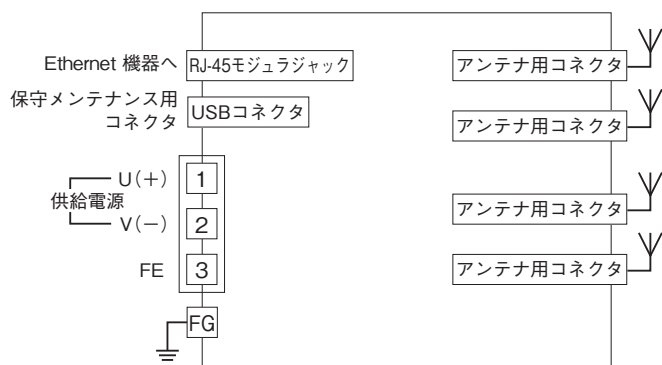 Ethernet 機器へ
RJ-45モジュラジャック
保守メンテナンス用
コネクタ
USBコネクタ
U(+)
1
供給電源
V(−)
2
FE
3
FG
アンテナ用コネクタ
アンテナ用コネクタ
アンテナ用コネクタ
アンテナ用コネクタ